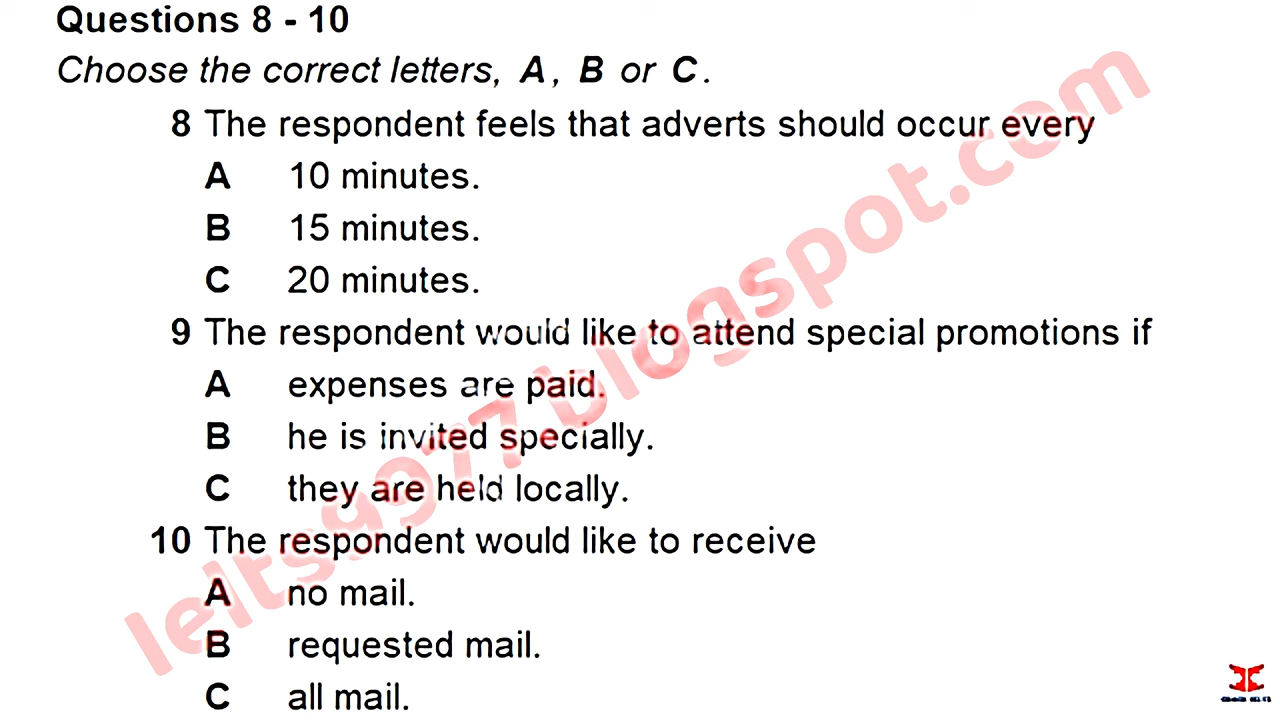 Questions 8 - 10
Choose the correct letters, A, B or C.
8 The respondent feels that adverts should occur every
A 10 minutes.
B 15 minutes.
C 20 minutes.
9 The respondent would like to attend special promotions if
A expenses are paid.
B he is invited specially.
C they are held locally.
10 The respondent would like to receive
A no mail.
B requested mail.
C all mail.
Ielts9977.blogspot.com